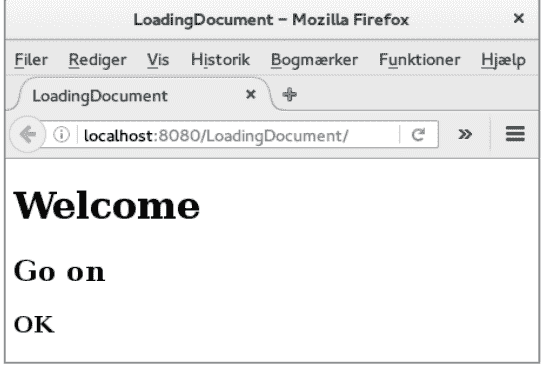 LoadingDocument – Mozilla Firefox ×
Filer Rediger Vis Historik Bogmærker Funktioner Hjælp
LoadingDocument ×
localhost:8080/LoadingDocument/
Welcome
Go on
OK